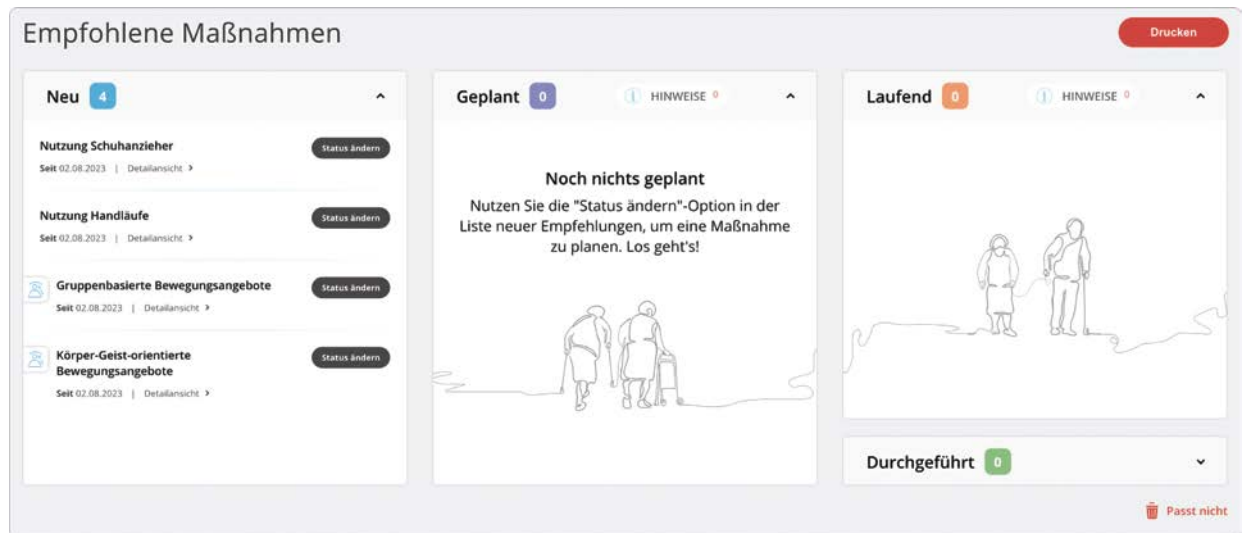 Empfohlene Maßnahmen
Drucken
Neu 4
Nutzung Schuhanzieher
Status ändern
Seit 02.08.2023 | Detailansicht
Nutzung Handläufe
Status ändern
Seit 02.08.2023 | Detailansicht
Gruppenbasierte Bewegungsangebote
Status ändern
Seit 02.08.2023 | Detailansicht
Körper-Geist-orientierte
Bewegungsangebote
Status ändern
Seit 02.08.2023 | Detailansicht
Geplant 0 HINWEISE 0
Noch nichts geplant
Nutzen Sie die "Status ändern"-Option in der
Liste neuer Empfehlungen, um eine Maßnahme
zu planen. Los geht's!
Laufend 0 HINWEISE 0
Durchgeführt 0
Passt nicht